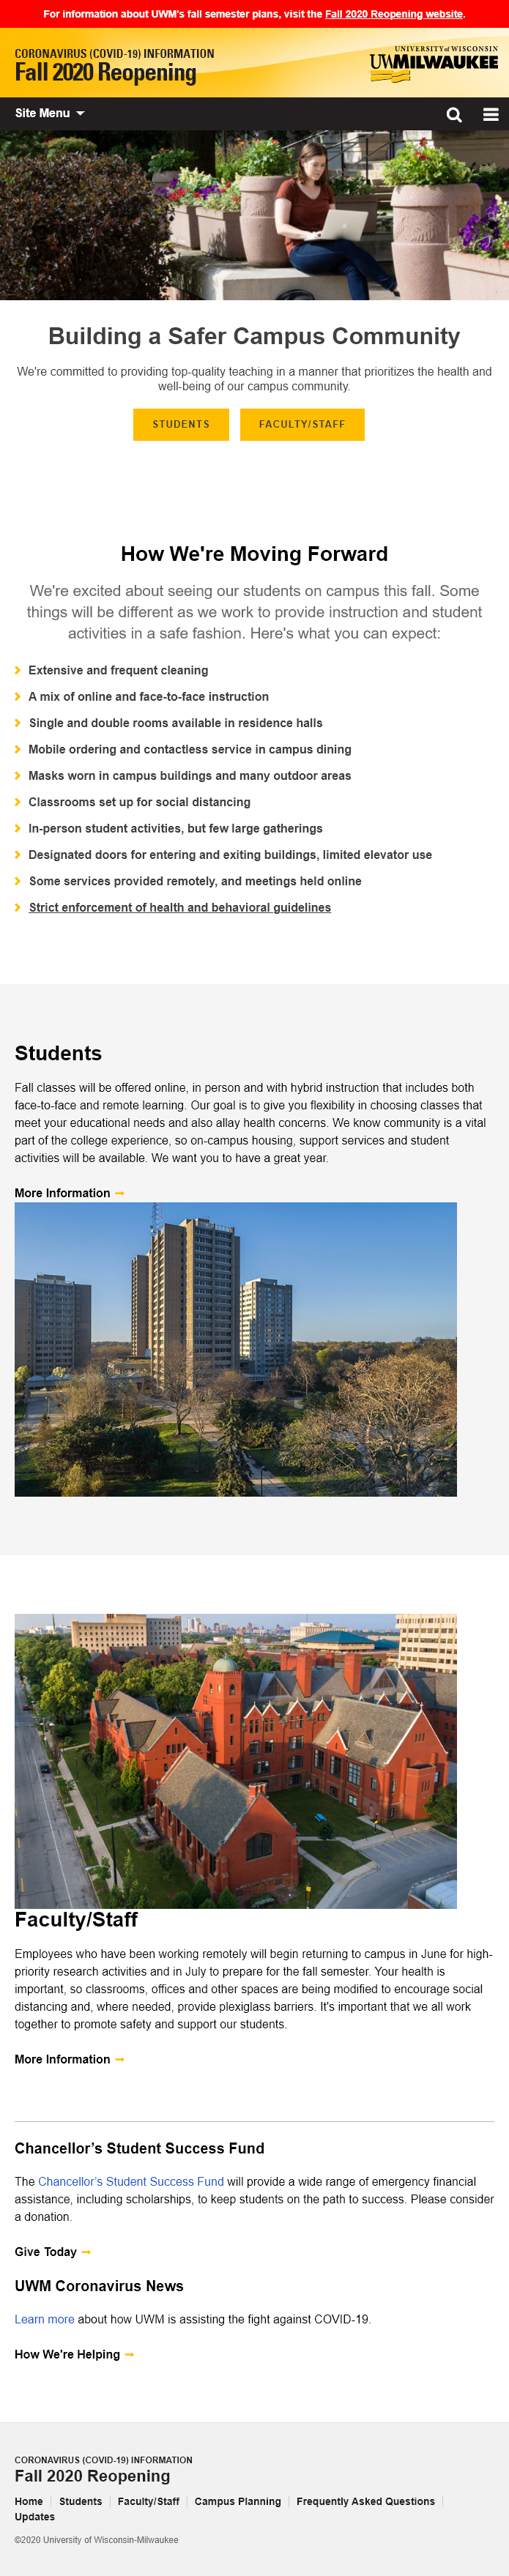 For information about UWM's fall semester plans, visit the Fall 2020 Reopening website.
CORONAVIRUS (COVID-19) INFORMATION
Fall 2020 Reopening
UNIVERSITY of WISCONSIN
UWMILWAUKEE
Site Menu
Building a Safer Campus Community
We're committed to providing top-quality teaching in a manner that prioritizes the health and
well-being of our campus community.
STUDENTS
FACULTY/STAFF
How We're Moving Forward
We're excited about seeing our students on campus this fall. Some
things will be different as we work to provide instruction and student
activities in a safe fashion. Here's what you can expect:
Extensive and frequent cleaning
A mix of online and face-to-face instruction
Single and double rooms available in residence halls
Mobile ordering and contactless service in campus dining
Masks worn in campus buildings and many outdoor areas
Classrooms set up for social distancing
In-person student activities, but few large gatherings
Designated doors for entering and exiting buildings, limited elevator use
Some services provided remotely, and meetings held online
Strict enforcement of health and behavioral guidelines
Students
Fall classes will be offered online, in person and with hybrid instruction that includes both
face-to-face and remote learning. Our goal is to give you flexibility in choosing classes that
meet your educational needs and also allay health concerns. We know community is a vital
part of the college experience, so on-campus housing, support services and student
activities will be available. We want you to have a great year.
More Information
Faculty/Staff
Employees who have been working remotely will begin returning to campus in June for high-
priority research activities and in July to prepare for the fall semester. Your health is
important, so classrooms, offices and other spaces are being modified to encourage social
distancing and, where needed, provide plexiglass barriers. It's important that we all work
together to promote safety and support our students.
More Information
Chancellor’s Student Success Fund
The Chancellor’s Student Success Fund will provide a wide range of emergency financial
assistance, including scholarships, to keep students on the path to success. Please consider
a donation.
Give Today
UWM Coronavirus News
Learn more about how UWM is assisting the fight against COVID-19.
How We're Helping
CORONAVIRUS (COVID-19) INFORMATION
Fall 2020 Reopening
Home Students Faculty/Staff Campus Planning Frequently Asked Questions
Updates
©2020 University of Wisconsin-Milwaukee